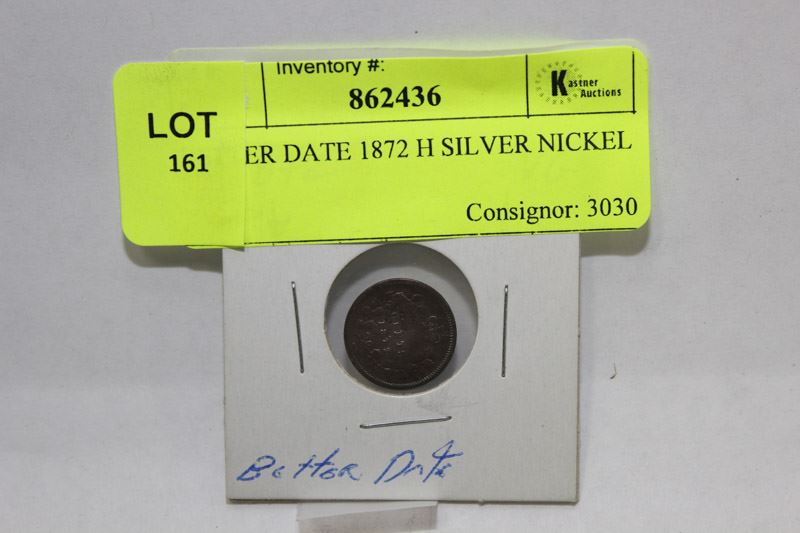 Inventory #:
862436
Kastner
Auctions
LOT
161
ER DATE 1872 H SILVER NICKEL
Consignor: 3030
Better Date